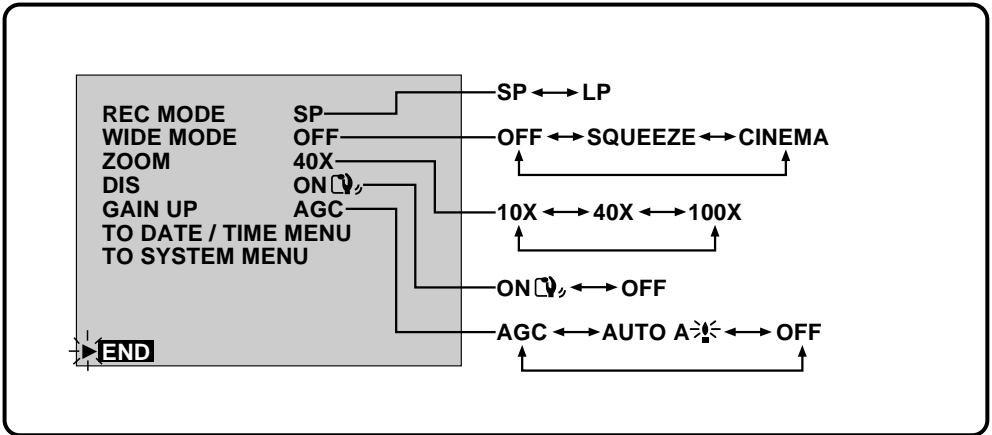 REC MODE SP
WIDE MODE OFF
ZOOM 40X
DIS ON
GAIN UP AGC
TO DATE / TIME MENU
TO SYSTEM MENU
END
SP LP
OFF SQUEEZE CINEMA
10X 40X 100X
ON OFF
AGC AUTO A OFF